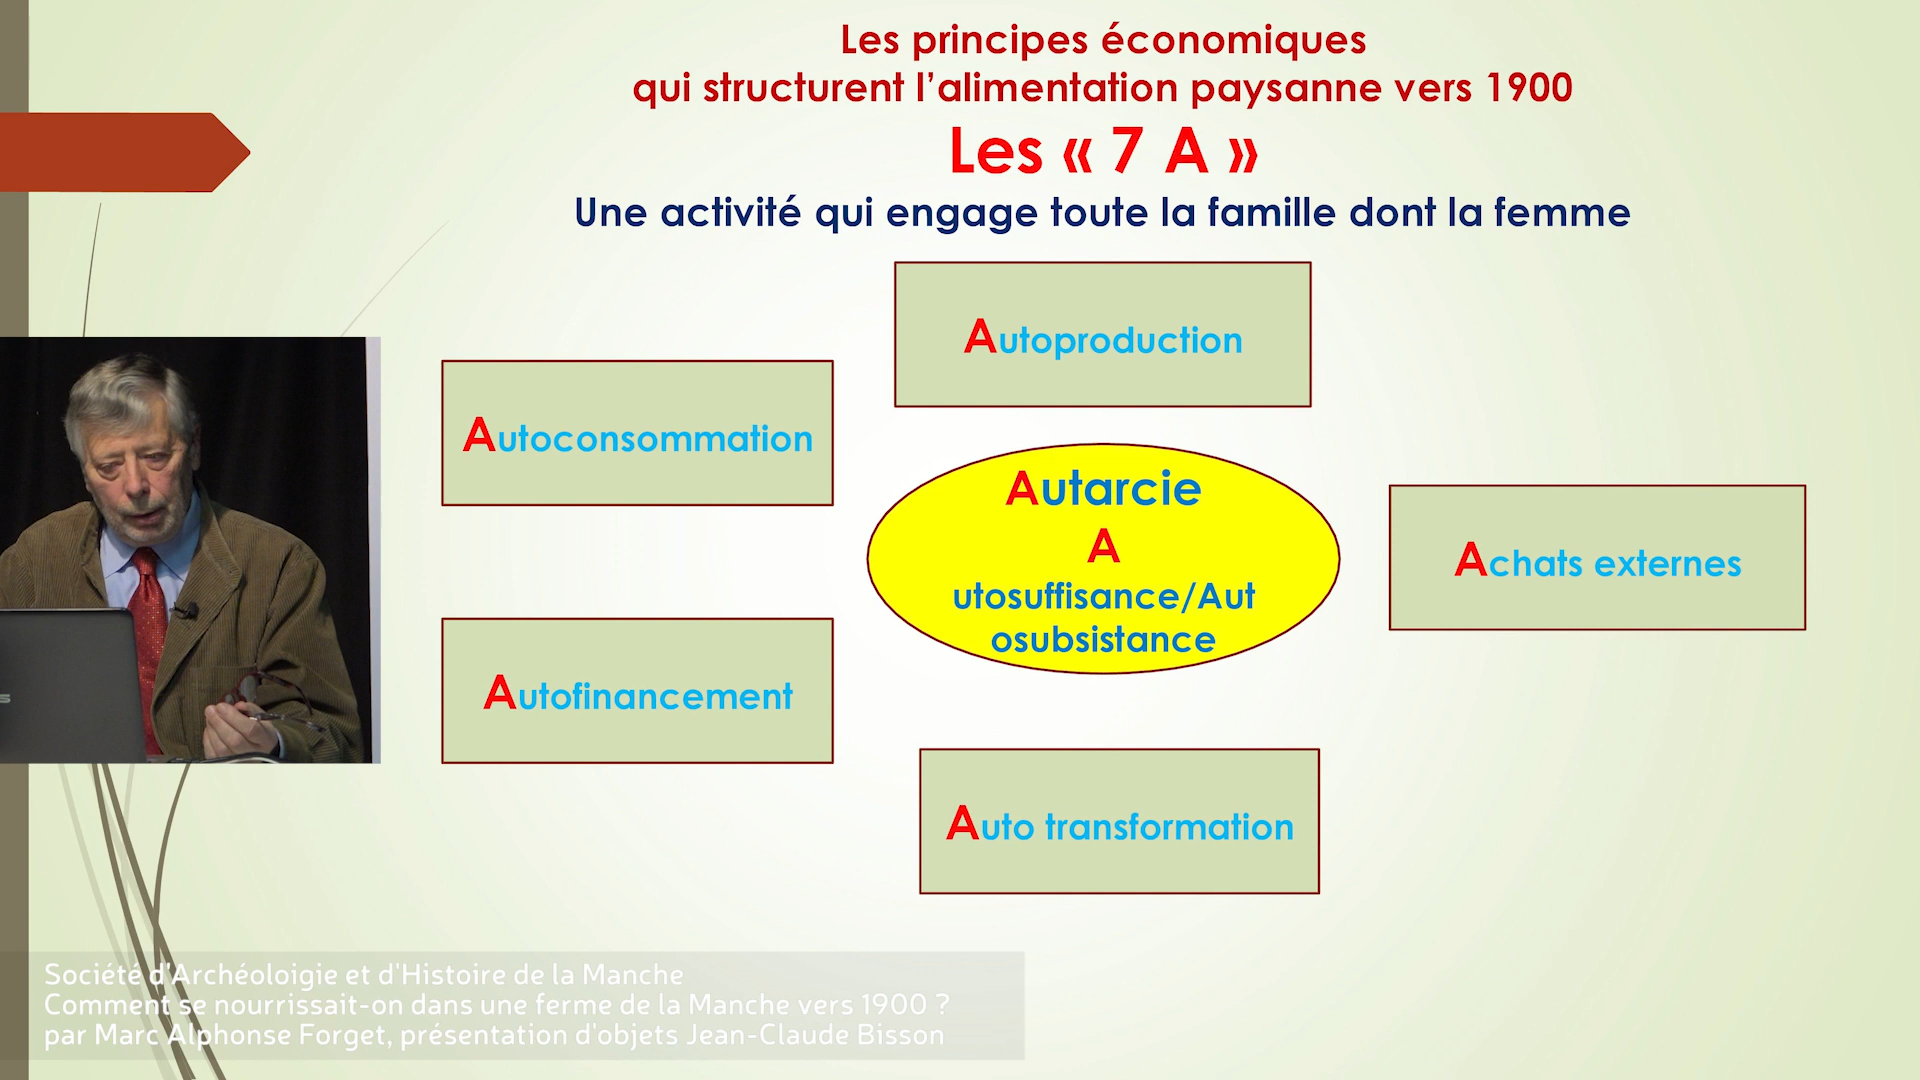 Les principes économiques
qui structurent l’alimentation paysanne vers 1900
Les « 7 A »
Une activité qui engage toute la famille dont la femme
Autoproduction
Autoconsommation
Autarcie
A
utosuffisance/Aut
osubsistance
Achats externes
Autofinancement
Auto transformation
Société d'Archéoloigie et d'Histoire de la Manche
Comment se nourrissait-on dans une ferme de la Manche vers 1900 ?
par Marc Alphonse Forget, présentation d'objets Jean-Claude Bisson